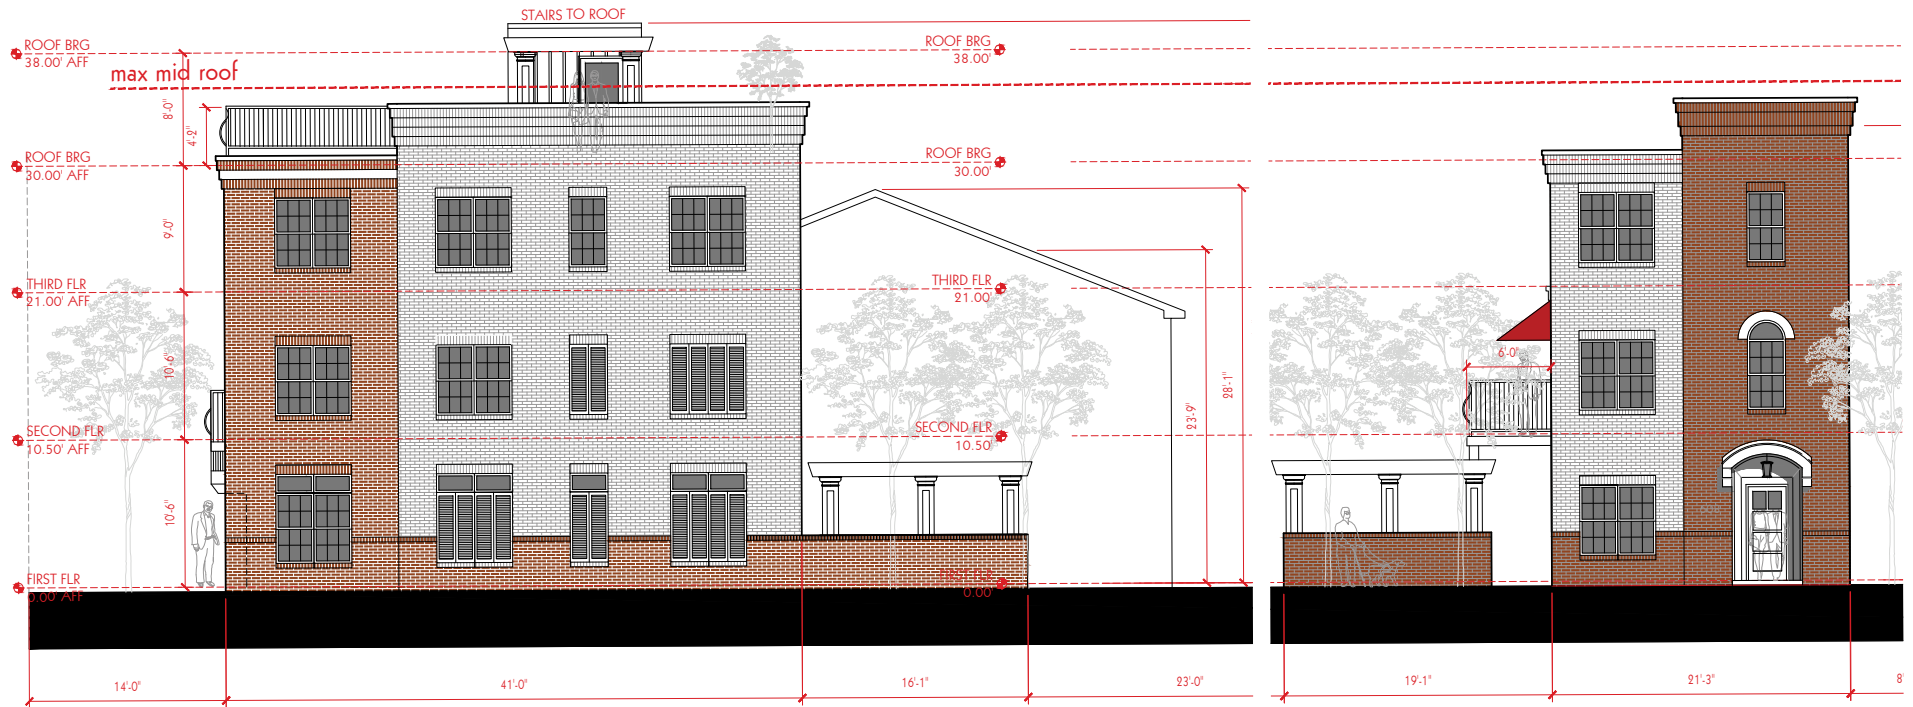 STAIRS TO ROOF
ROOF BRG
38.00' AFF
max mid roof
ROOF BRG
38.00'
8'-0"
4'-2"
ROOF BRG
30.00' AFF
ROOF BRG
30.00'
9'-0"
THIRD FLR
21.00' AFF
THIRD FLR
21.00'
10'-6"
6'-0"
28'-1"
23'-9"
SECOND FLR
10.50' AFF
SECOND FLR
10.50'
10'-6"
FIRST FLR
0.00' AFF
FIRST FLR
0.00'
14'-0"
41'-0"
16'-1"
23'-0"
19'-1"
21'-3"
8'